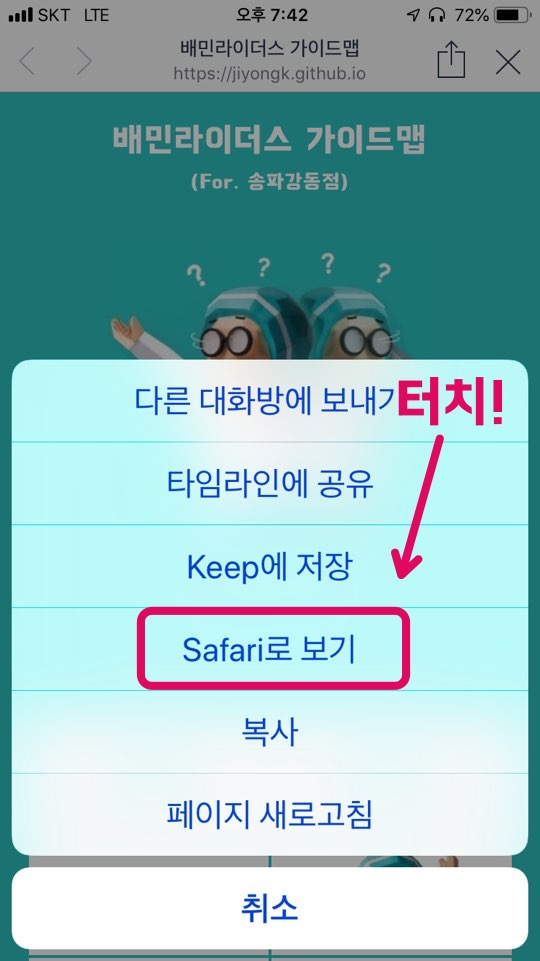 SKT LTE 오후 7:42 72%
배민라이더스 가이드맵
https://jiyongk.github.io
배민라이더스 가이드맵
(For. 송파강동점)
? ? ? ?
다른 대화방에 보내기
터치!
타임라인에 공유
Keep에 저장
Safari로 보기
복사
페이지 새로고침
취소